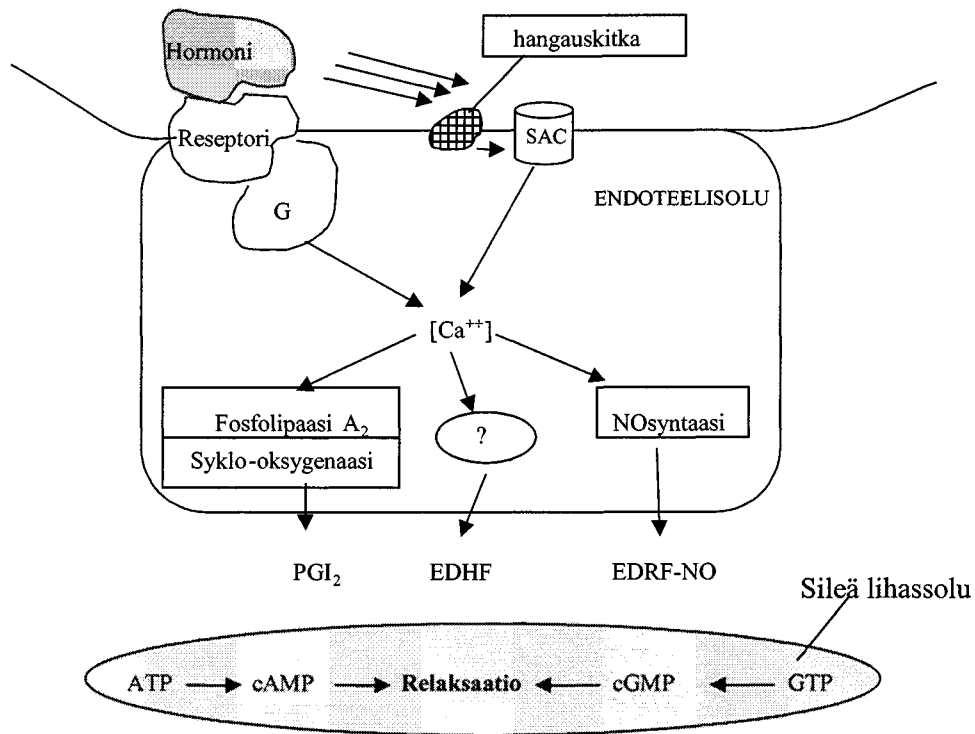 Hormoni
hangauskitka
Reseptori
SAC
G
ENDOTEELISOLU
[Ca⁺⁺]
Fosfolipaasi A₂
Syklo-oksygenaasi
?
NOsyntaasi
PGI₂
EDHF
EDRF-NO
Sileä lihassolu
ATP
cAMP
Relaksaatio
cGMP
GTP